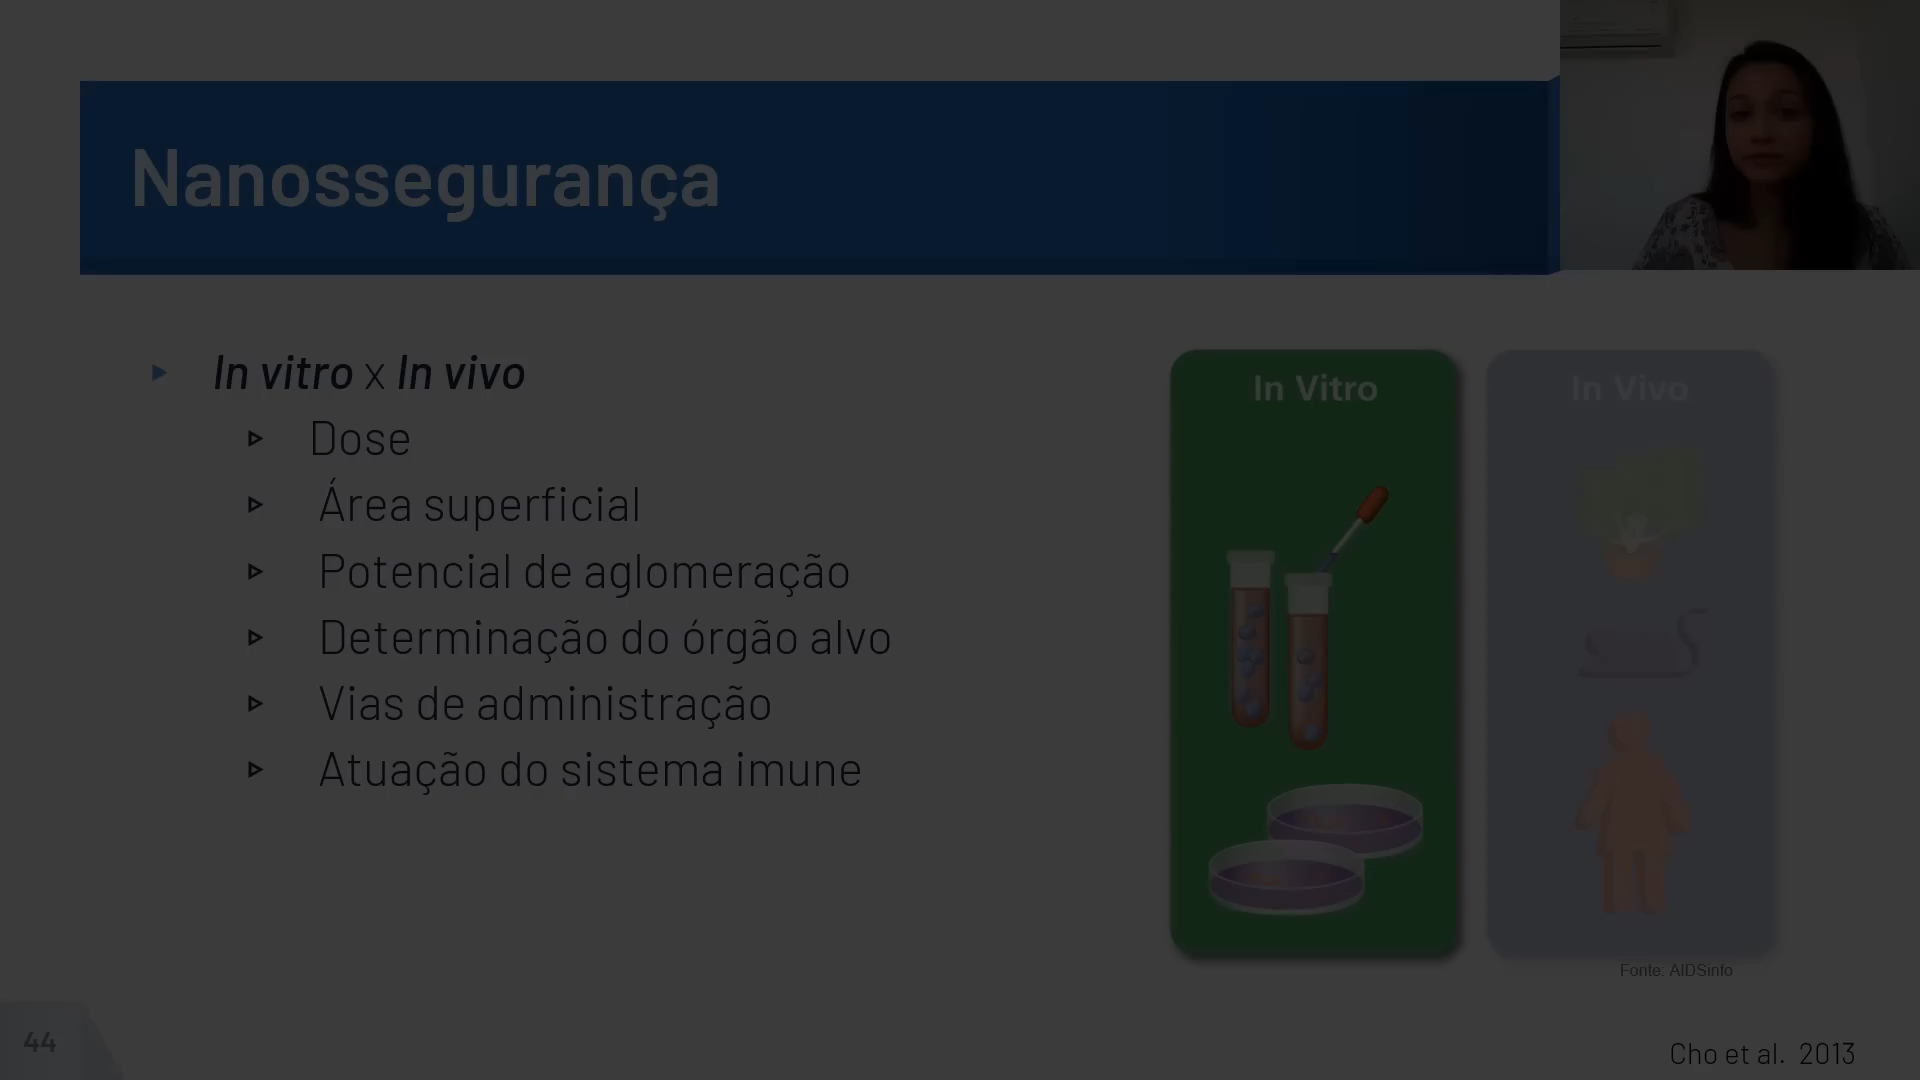 Nanossegurança
In vitro x In vivo
Dose
Área superficial
Potencial de aglomeração
Determinação do órgão alvo
Vias de administração
Atuação do sistema imune
In Vitro
In Vivo
Fonte: AIDSinfo
44
Cho et al. 2013